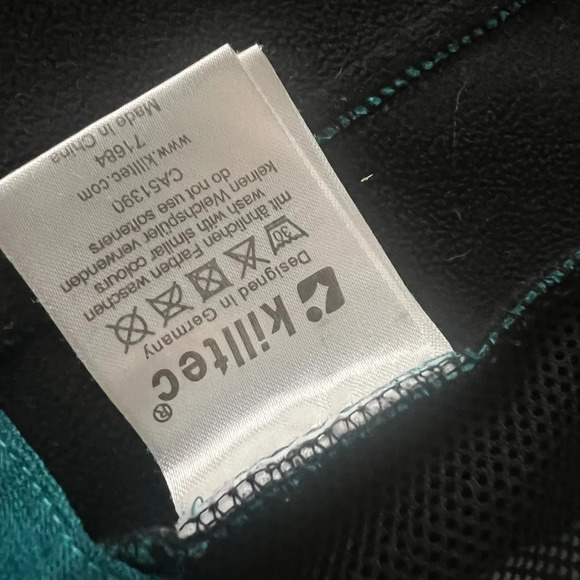 killtec®
Designed in Germany
30
mit ähnlichen Farben waschen
wash with similar colours
keinen Weichspüler verwenden
do not use softeners
CA51390
www.killtec.com
71684
Made in China